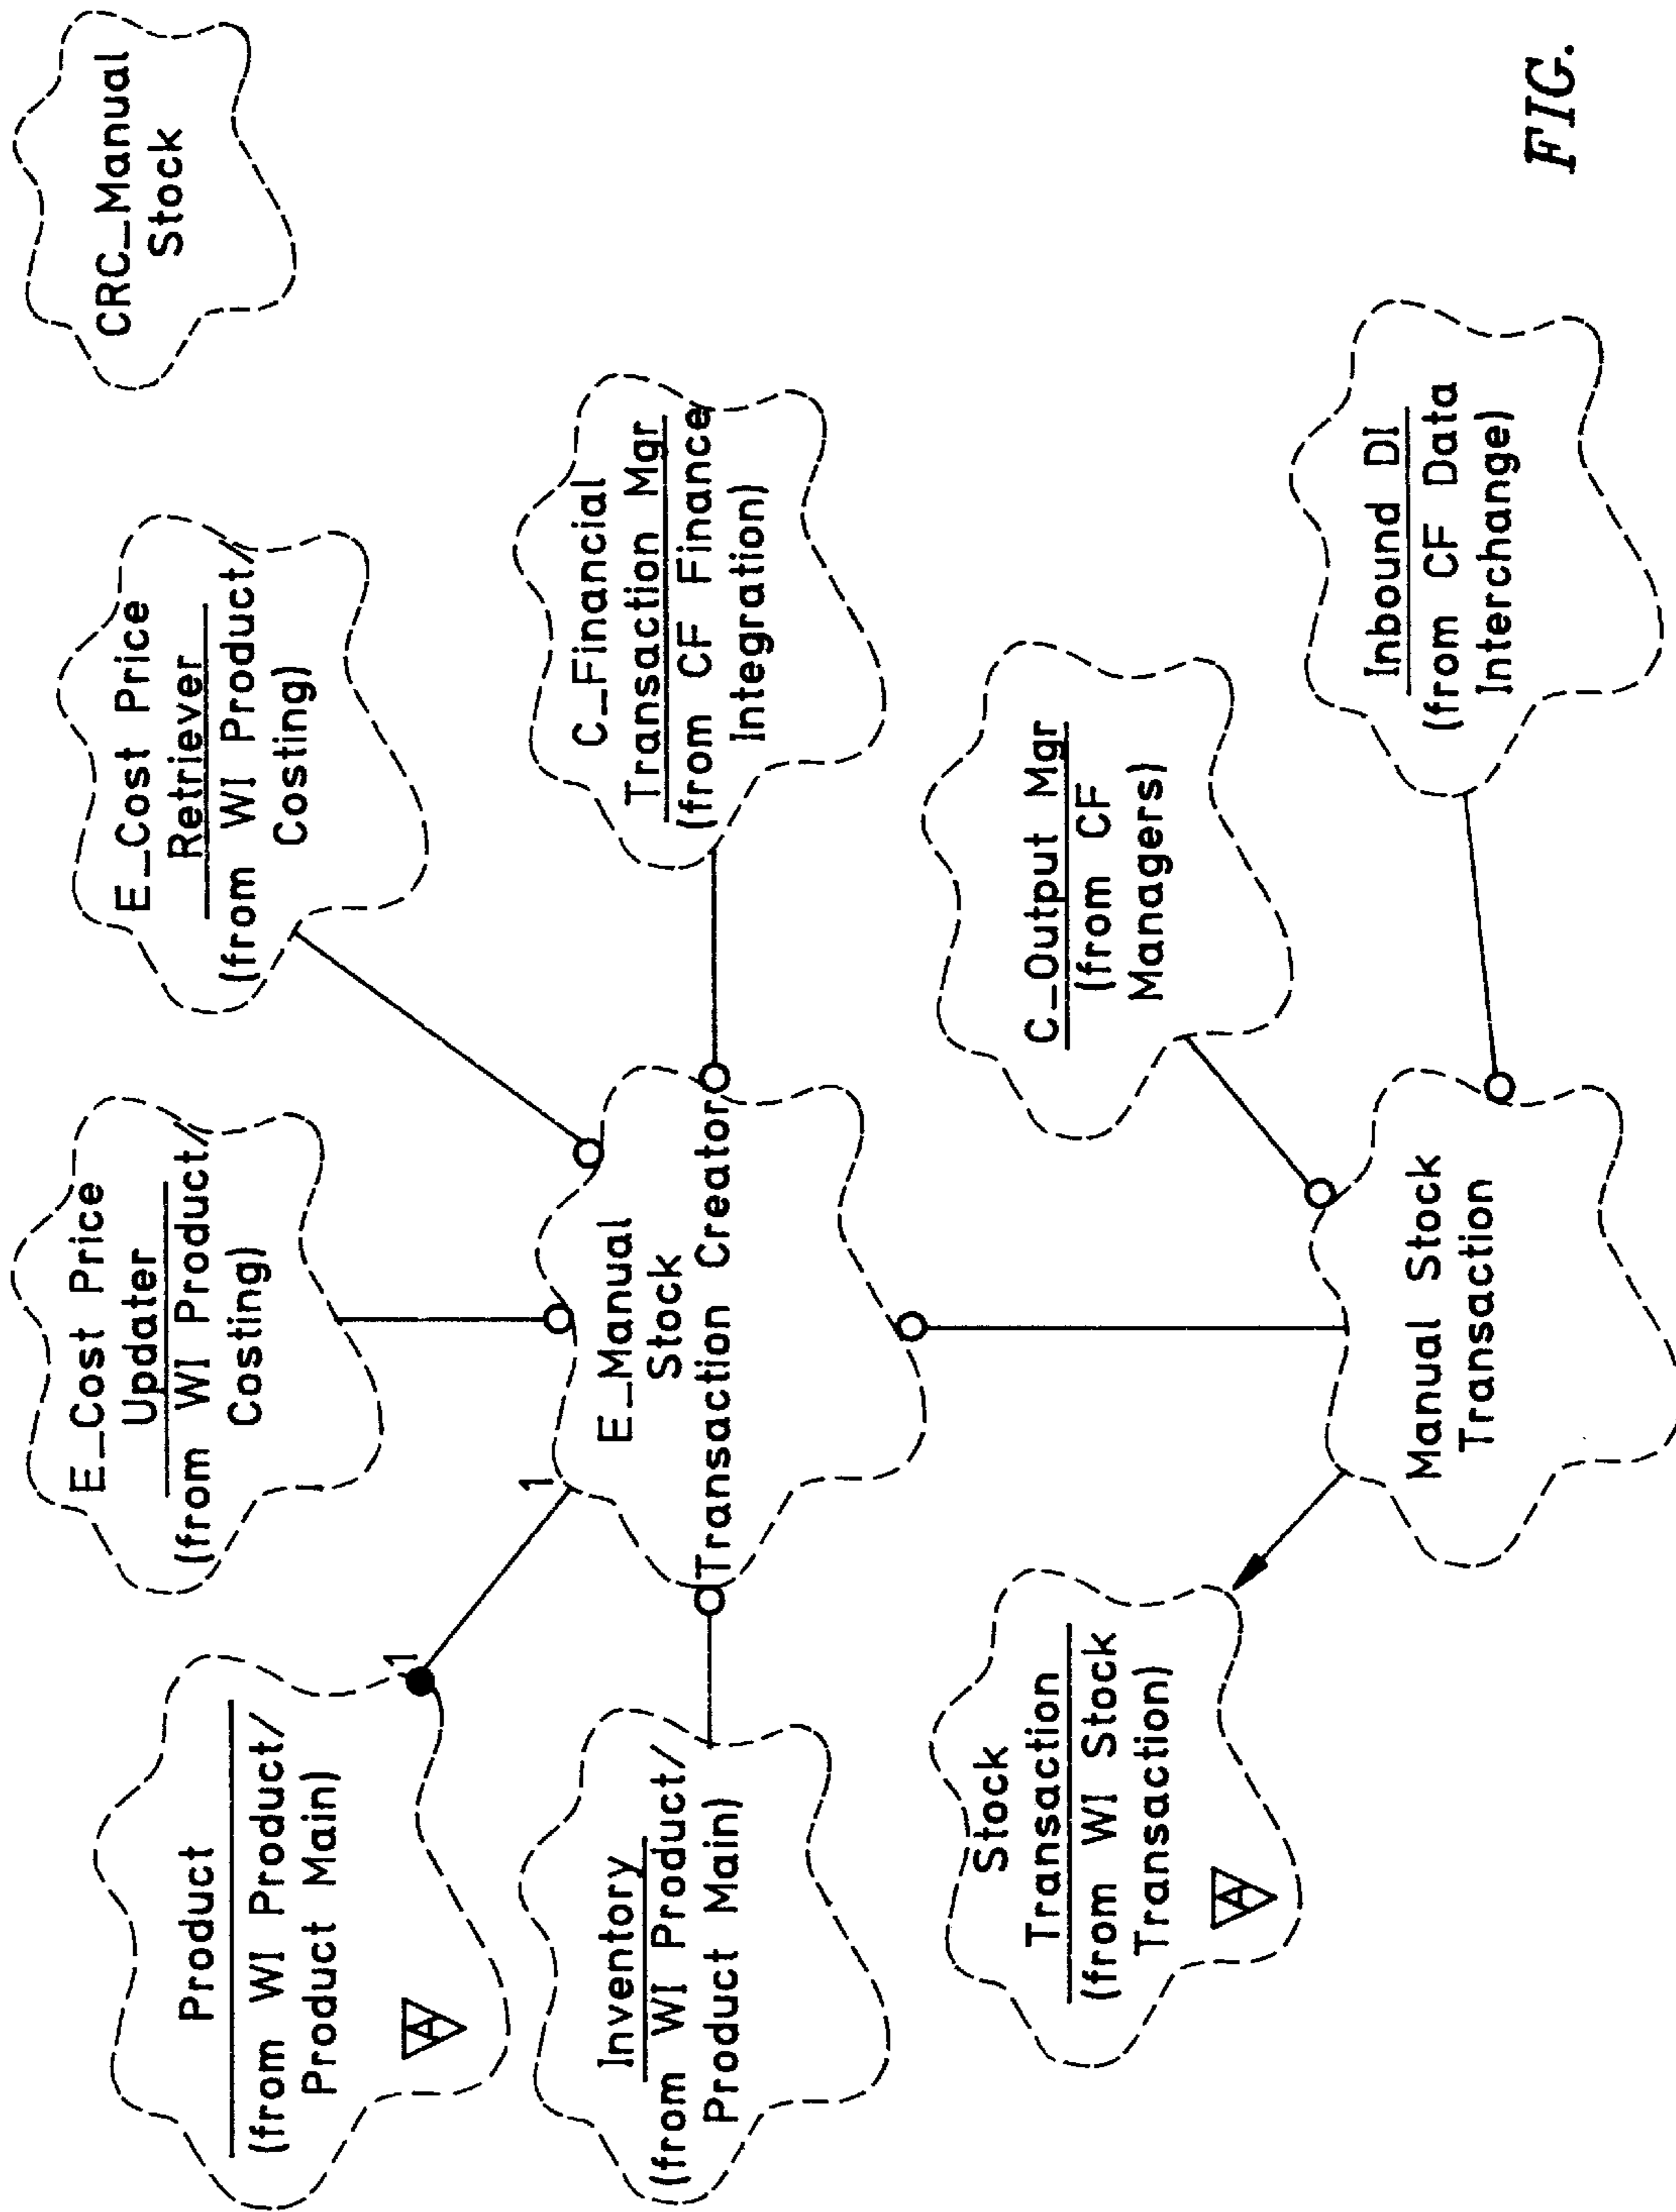 CRC_Manual
Stock
Product
(from WI Product/
Product Main)
A
1
E_Cost Price
Updater
(from WI Product/
Costing)
E_Cost Price
Retriever
(from WI Product/
Costing)
Inventory
(from WI Product/
Product Main)
1
E_Manual
Stock
Transaction Creator
C_Financial
Transaction Mgr
(from CF Finance
Integration)
Stock
Transaction
(from WI Stock
Transaction)
A
C_Output Mgr
(from CF
Managers)
Manual Stock
Transaction
Inbound DI
(from CF Data
Interchange)
FIG.